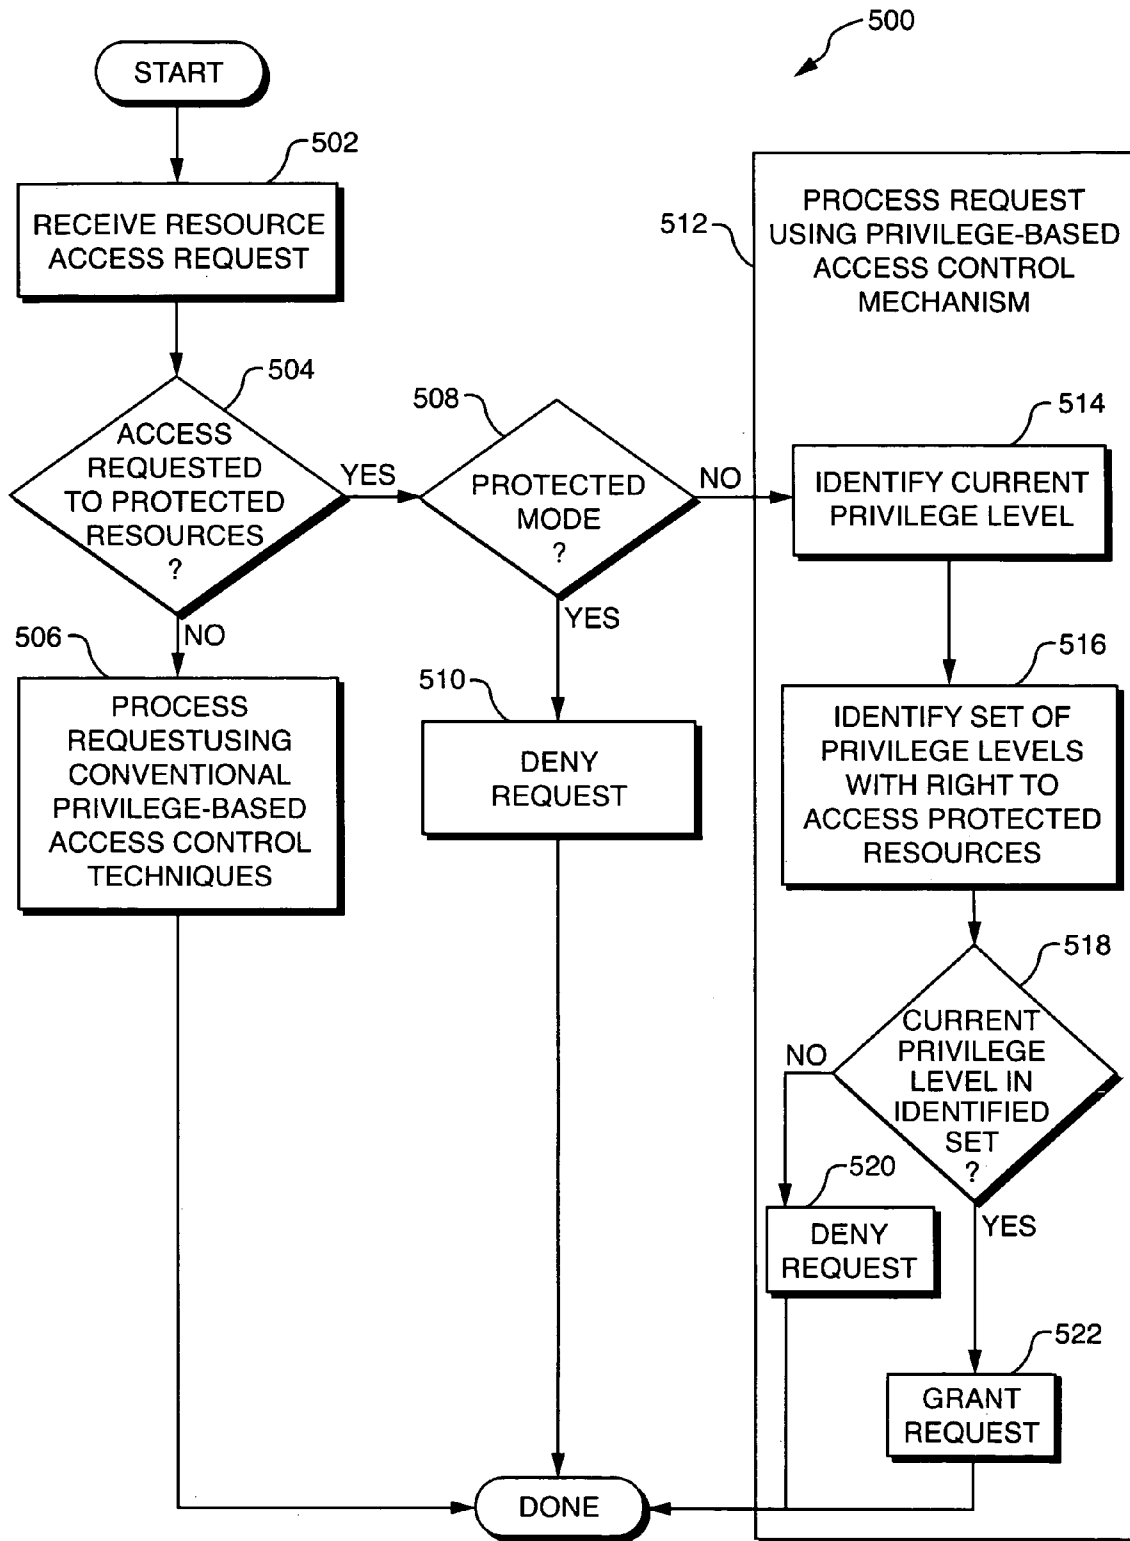 500
START
502
RECEIVE RESOURCE
ACCESS REQUEST
504
ACCESS
REQUESTED
TO PROTECTED
RESOURCES
?
YES
NO
506
PROCESS
REQUESTUSING
CONVENTIONAL
PRIVILEGE-BASED
ACCESS CONTROL
TECHNIQUES
508
PROTECTED
MODE
?
NO
YES
510
DENY
REQUEST
512
PROCESS REQUEST
USING PRIVILEGE-BASED
ACCESS CONTROL
MECHANISM
514
IDENTIFY CURRENT
PRIVILEGE LEVEL
516
IDENTIFY SET OF
PRIVILEGE LEVELS
WITH RIGHT TO
ACCESS PROTECTED
RESOURCES
518
CURRENT
PRIVILEGE
LEVEL IN
IDENTIFIED
SET
?
NO
YES
520
DENY
REQUEST
522
GRANT
REQUEST
DONE